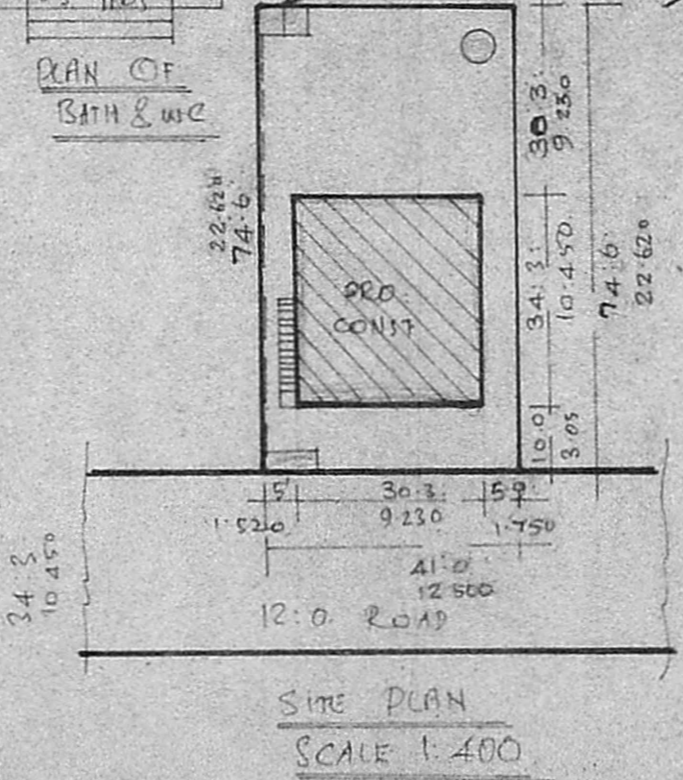 PLAN OF
BATH & WC
30'3"
9.230
22.620
74'.6"
34'.3"
10.450
74'.6"
22.620
PRO.
CONST
10.0
3.05
5'
30'.3"
5'9"
1.520
9.230
1.750
41'.0"
12.500
34'.3
10.450
12'.0. ROAD
SITE PLAN
SCALE 1:400